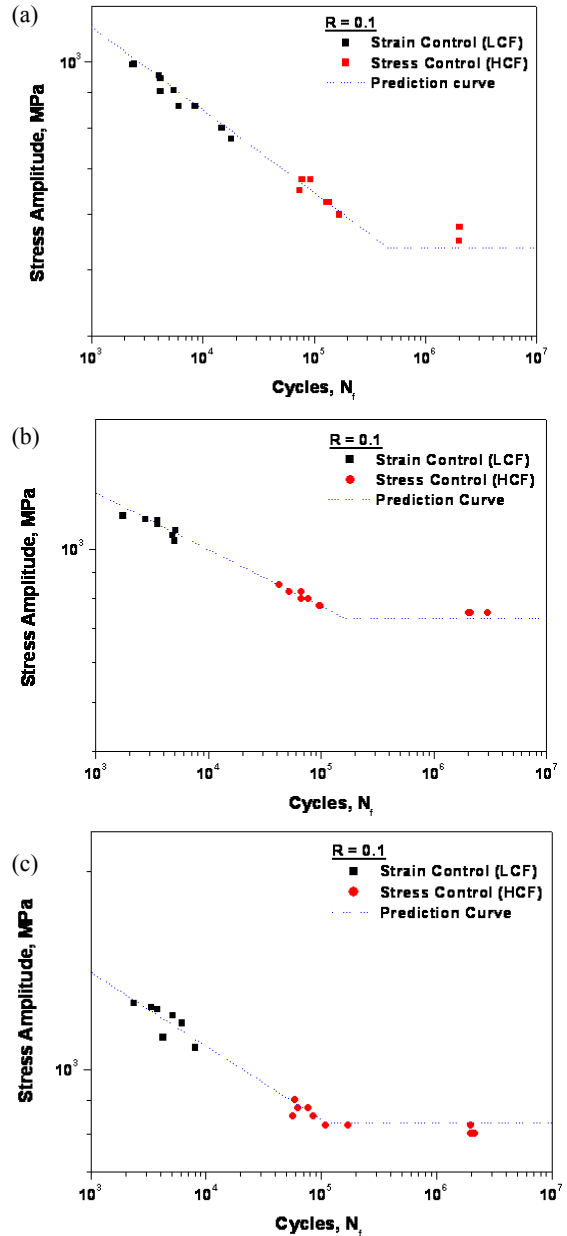 (a)
R = 0.1
Strain Control (LCF)
Stress Control (HCF)
Prediction curve
10³
Stress Amplitude, MPa
10³ 10⁴ 10⁵ 10⁶ 10⁷
Cycles, N_f
(b)
R = 0.1
Strain Control (LCF)
Stress Control (HCF)
Prediction Curve
10³
Stress Amplitude, MPa
10³ 10⁴ 10⁵ 10⁶ 10⁷
Cycles, N_f
(c)
R = 0.1
Strain Control (LCF)
Stress Control (HCF)
Prediction Curve
10³
Stress Amplitude, MPa
10³ 10⁴ 10⁵ 10⁶ 10⁷
Cycles, N_f